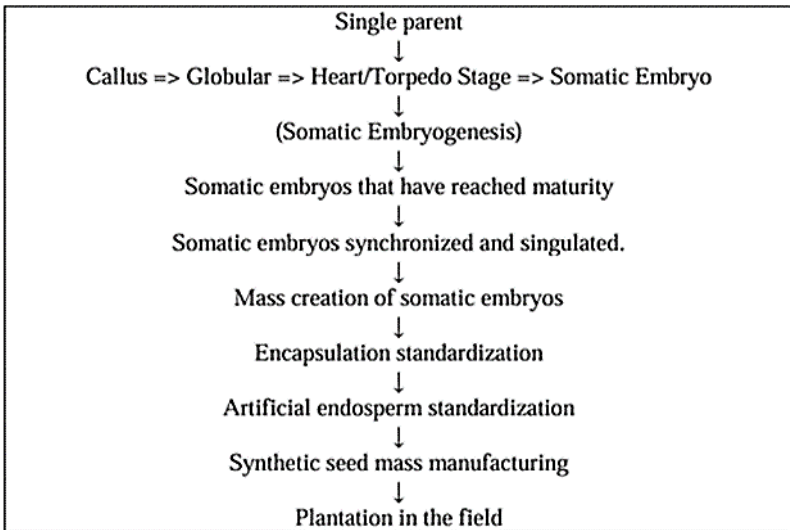 Single parent
↓
Callus => Globular => Heart/Torpedo Stage => Somatic Embryo
↓
(Somatic Embryogenesis)
↓
Somatic embryos that have reached maturity
↓
Somatic embryos synchronized and singulated.
↓
Mass creation of somatic embryos
↓
Encapsulation standardization
↓
Artificial endosperm standardization
↓
Synthetic seed mass manufacturing
↓
Plantation in the field